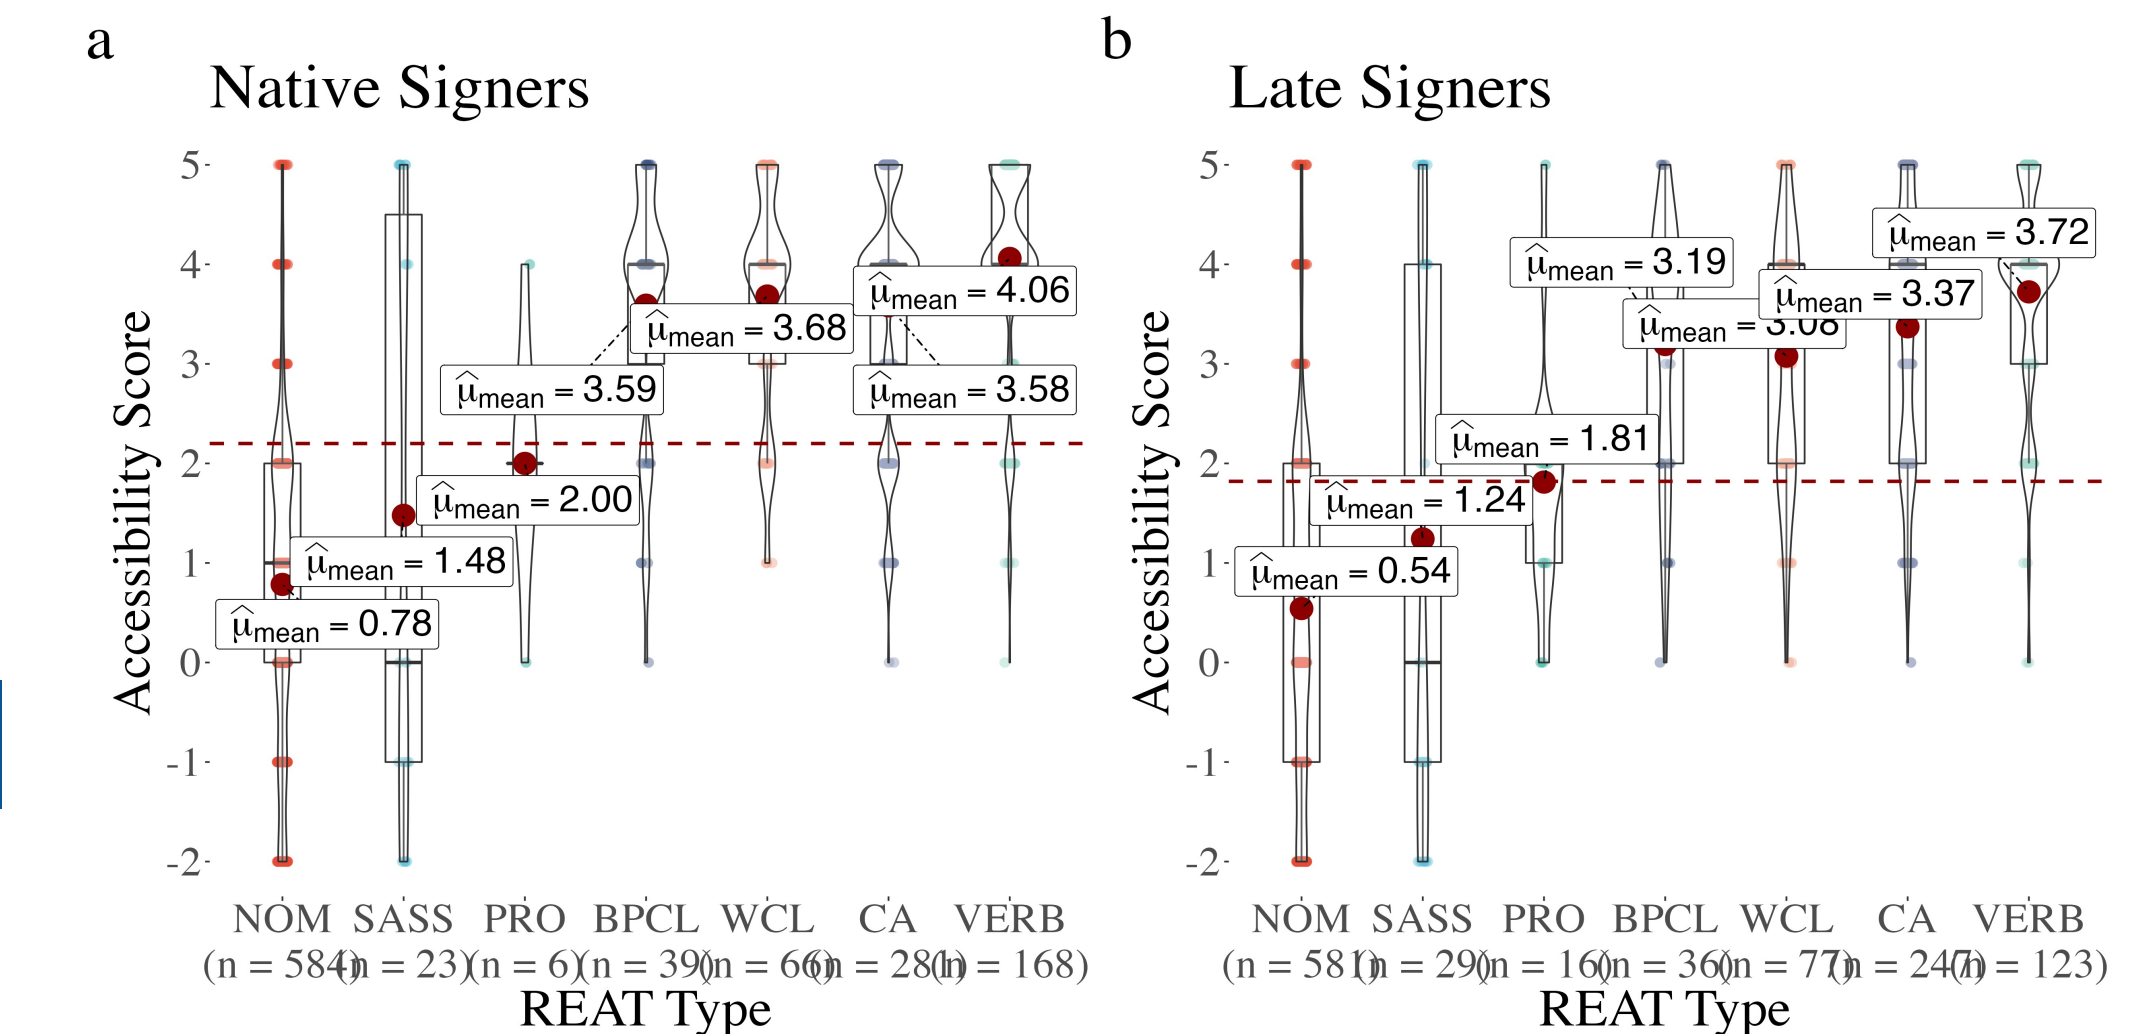 a
Native Signers
Accessibility Score
5
4
3
2
1
0
-1
-2
μ̂mean = 0.78
μ̂mean = 1.48
μ̂mean = 2.00
μ̂mean = 3.59
μ̂mean = 3.68
μ̂mean = 3.58
μ̂mean = 4.06
NOM SASS PRO BPCL WCL CA VERB
(n = 584) (n = 23) (n = 6) (n = 39) (n = 66) (n = 281) (n = 168)
REAT Type
b
Late Signers
Accessibility Score
5
4
3
2
1
0
-1
-2
μ̂mean = 0.54
μ̂mean = 1.24
μ̂mean = 1.81
μ̂mean = 3.19
μ̂mean = 3.08
μ̂mean = 3.37
μ̂mean = 3.72
NOM SASS PRO BPCL WCL CA VERB
(n = 581) (n = 29) (n = 16) (n = 36) (n = 77) (n = 247) (n = 123)
REAT Type